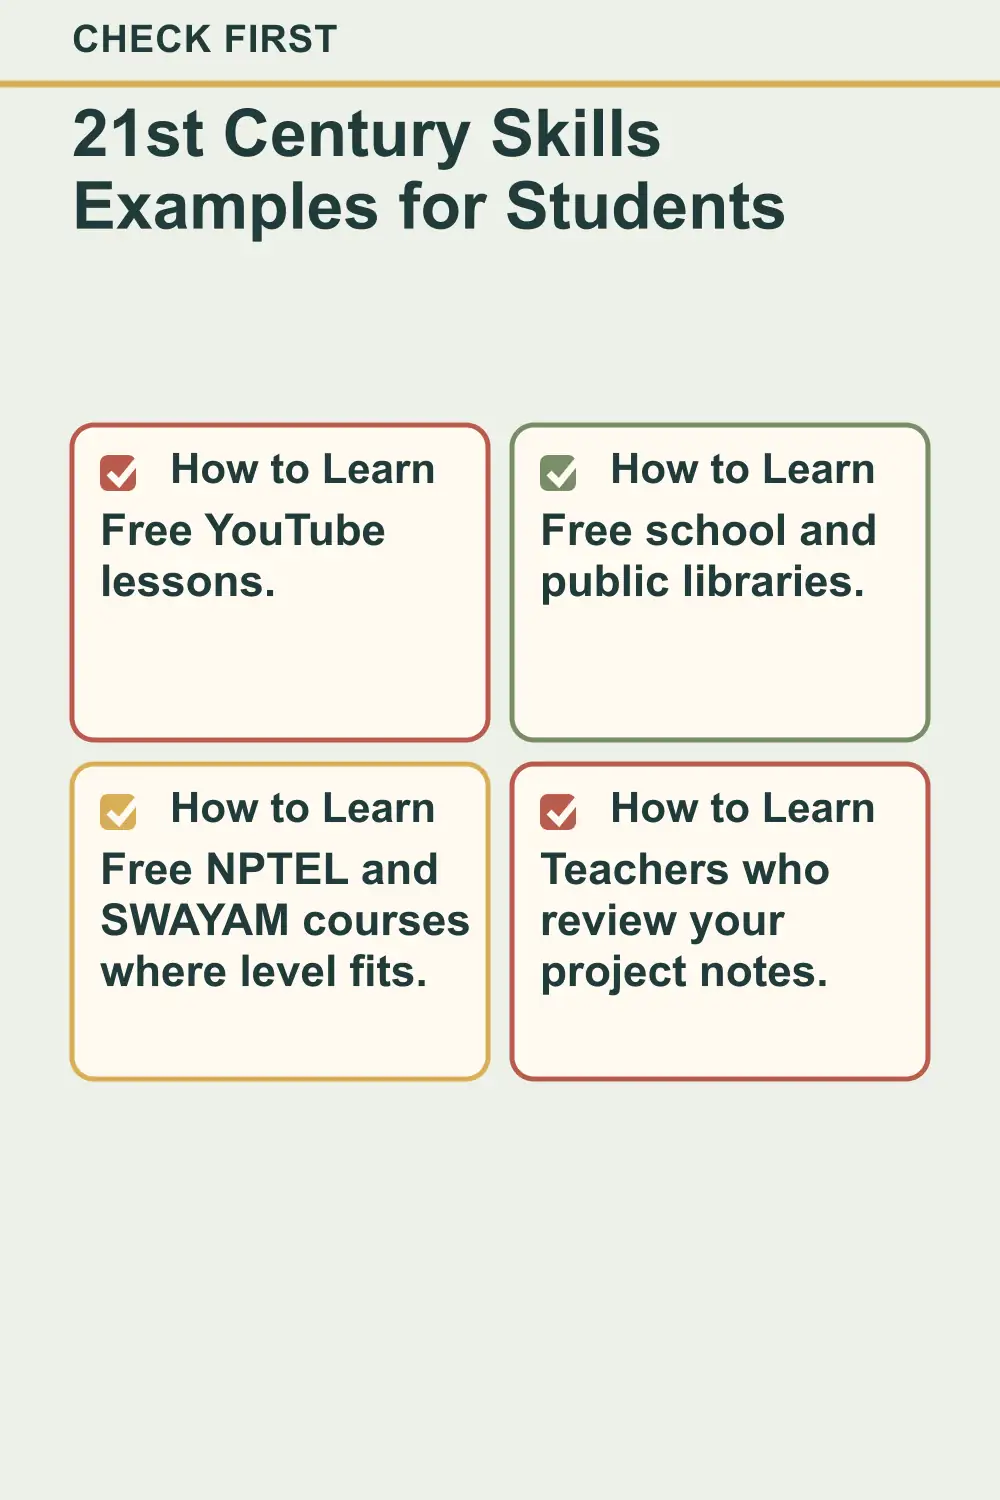 CHECK FIRST
21st Century Skills
Examples for Students
How to Learn
Free YouTube
lessons.
How to Learn
Free school and
public libraries.
How to Learn
Free NPTEL and
SWAYAM courses
where level fits.
How to Learn
Teachers who
review your
project notes.